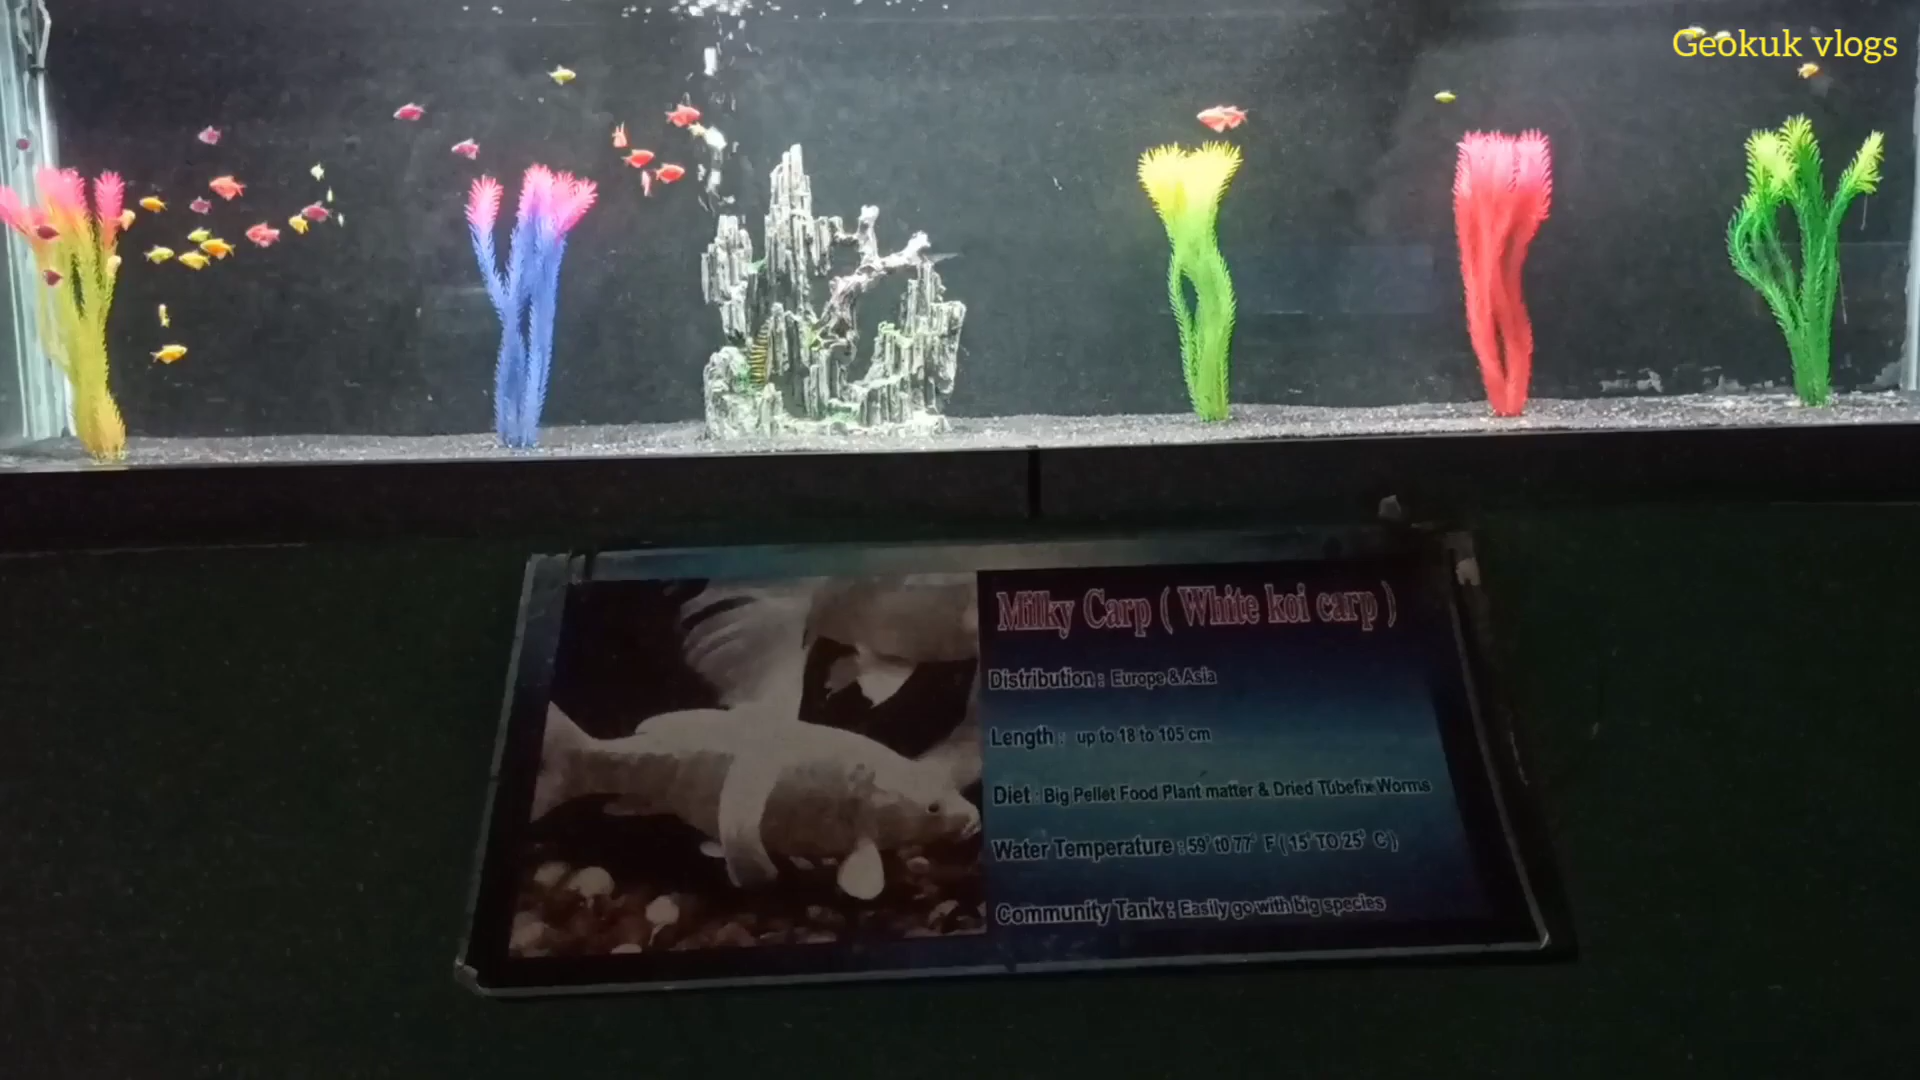 Geokuk vlogs
Milky Carp ( White koi carp )
Distribution : Europe & Asia
Length : up to 18 to 105 cm
Diet : Big Pellet Food Plant matter & Dried Tubefix Worms
Water Temperature : 59° to 77° F ( 15° TO 25° C )
Community Tank : Easily go with big species